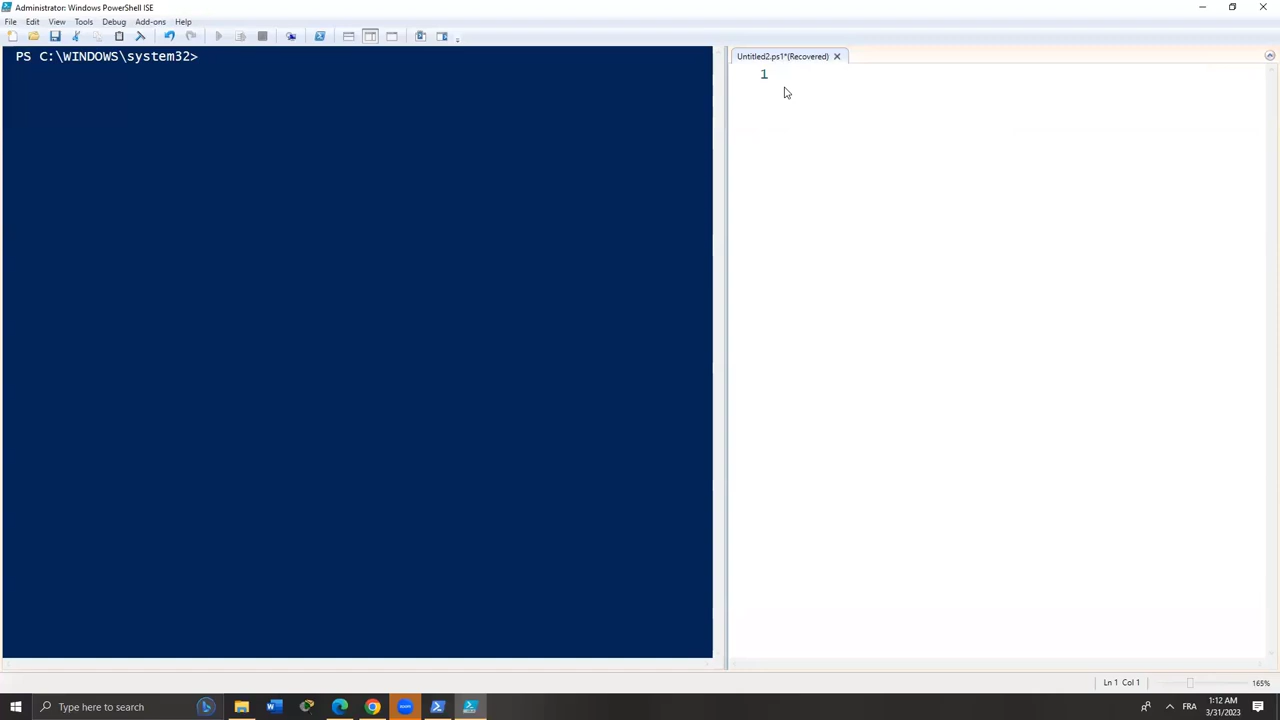 Administrator: Windows PowerShell ISE
File Edit View Tools Debug Add-ons Help
PS C:\WINDOWS\system32>
Untitled2.ps1*(Recovered)
1
Ln 1 Col 1
165%
Type here to search
zoom
FRA
1:12 AM
3/31/2023